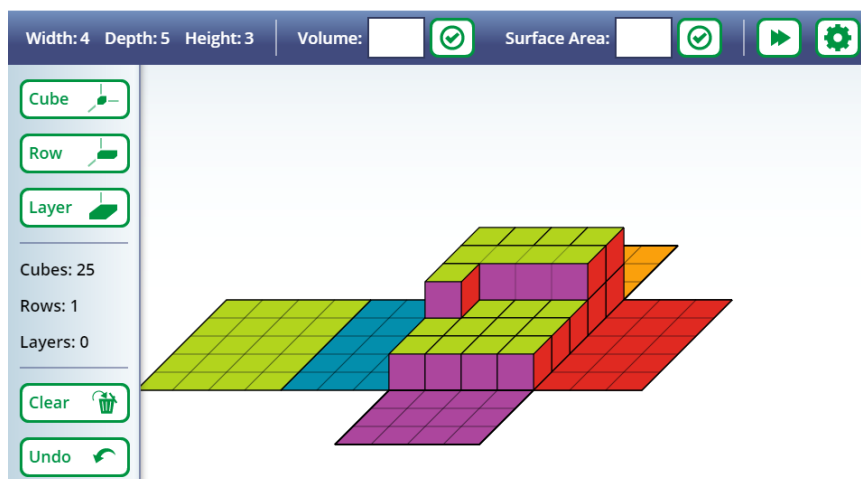 Width: 4 Depth: 5 Height: 3 Volume: Surface Area:
Cube
Row
Layer
Cubes: 25
Rows: 1
Layers: 0
Clear
Undo